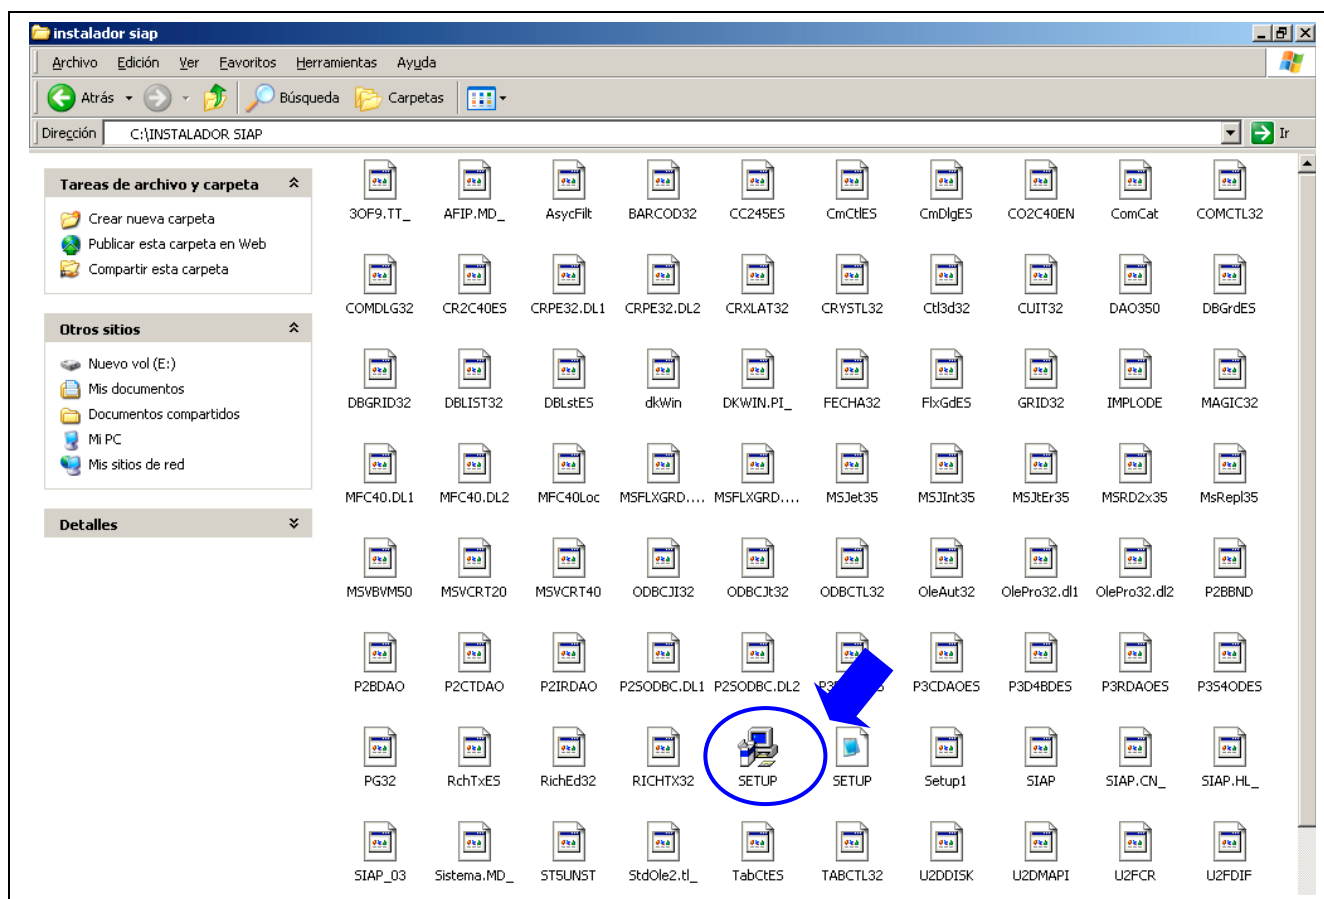 instalador siap
Archivo Edición Ver Favoritos Herramientas Ayuda
Atrás Búsqueda Carpetas
Dirección C:\INSTALADOR SIAP Ir
Tareas de archivo y carpeta
Crear nueva carpeta
Publicar esta carpeta en Web
Compartir esta carpeta
Otros sitios
Nuevo vol (E:)
Mis documentos
Documentos compartidos
Mi PC
Mis sitios de red
Detalles
3OF9.TT_ AFIP.MD_ AsycFilt BARCOD32 CC245ES CmCtlES CmDlgES CO2C40EN ComCat COMCTL32
COMDLG32 CR2C40ES CRPE32.DL1 CRPE32.DL2 CRXLAT32 CRYSTL32 Ctl3d32 CUIT32 DAO350 DBGrdES
DBGRID32 DBLIST32 DBLstES dkWin DKWIN.PI_ FECHA32 FlxGdES GRID32 IMPLODE MAGIC32
MFC40.DL1 MFC40.DL2 MFC40Loc MSFLXGRD.... MSFLXGRD.... MSJet35 MSJInt35 MSJtEr35 MSRD2x35 MsRepl35
MSVBVM50 MSVCRT20 MSVCRT40 ODBCJI32 ODBCJt32 ODBCTL32 OleAut32 OlePro32.dl1 OlePro32.dl2 P2BBND
P2BDAO P2CTDAO P2IRDAO P2SODBC.DL1 P2SODBC.DL2 P3CDAOES P3D4BDES P3RDAOES P3S4ODES
PG32 RchTxES RichEd32 RICHTX32 SETUP SETUP Setup1 SIAP SIAP.CN_ SIAP.HL_
SIAP_03 Sistema.MD_ ST5UNST StdOle2.tl_ TabCtES TABCTL32 U2DDISK U2DMAPI U2FCR U2FDIF